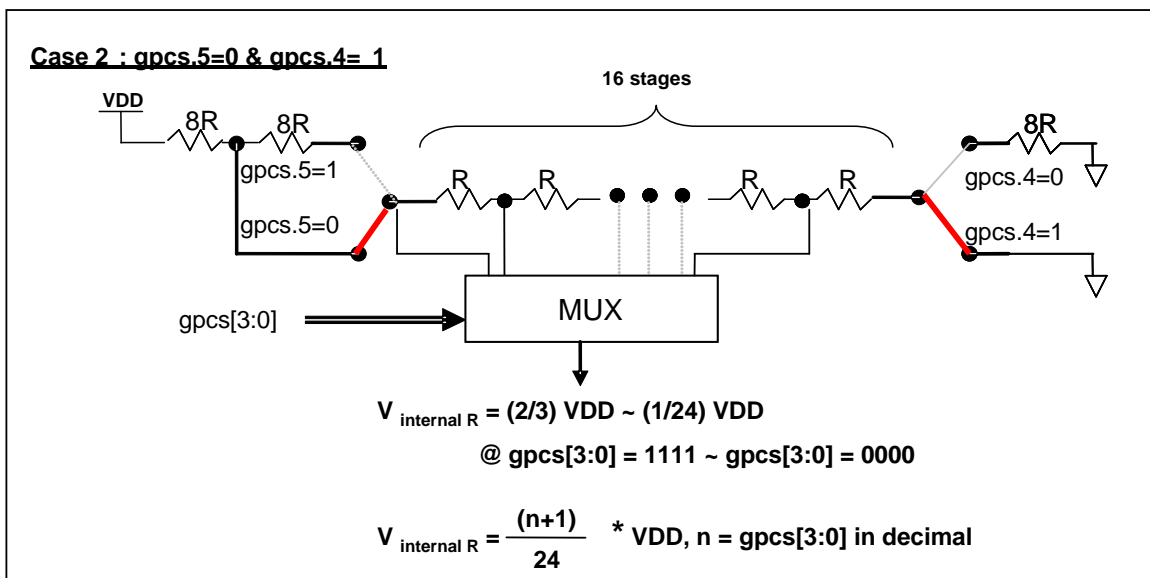 Case 2 : gpcs.5=0 & gpcs.4= 1
16 stages
VDD
8R
8R
8R
gpcs.5=1
R
R
R
R
gpcs.4=0
gpcs.5=0
gpcs.4=1
MUX
gpcs[3:0]
V internal R = (2/3) VDD ~ (1/24) VDD
@ gpcs[3:0] = 1111 ~ gpcs[3:0] = 0000
V internal R = (n+1) / 24 * VDD, n = gpcs[3:0] in decimal